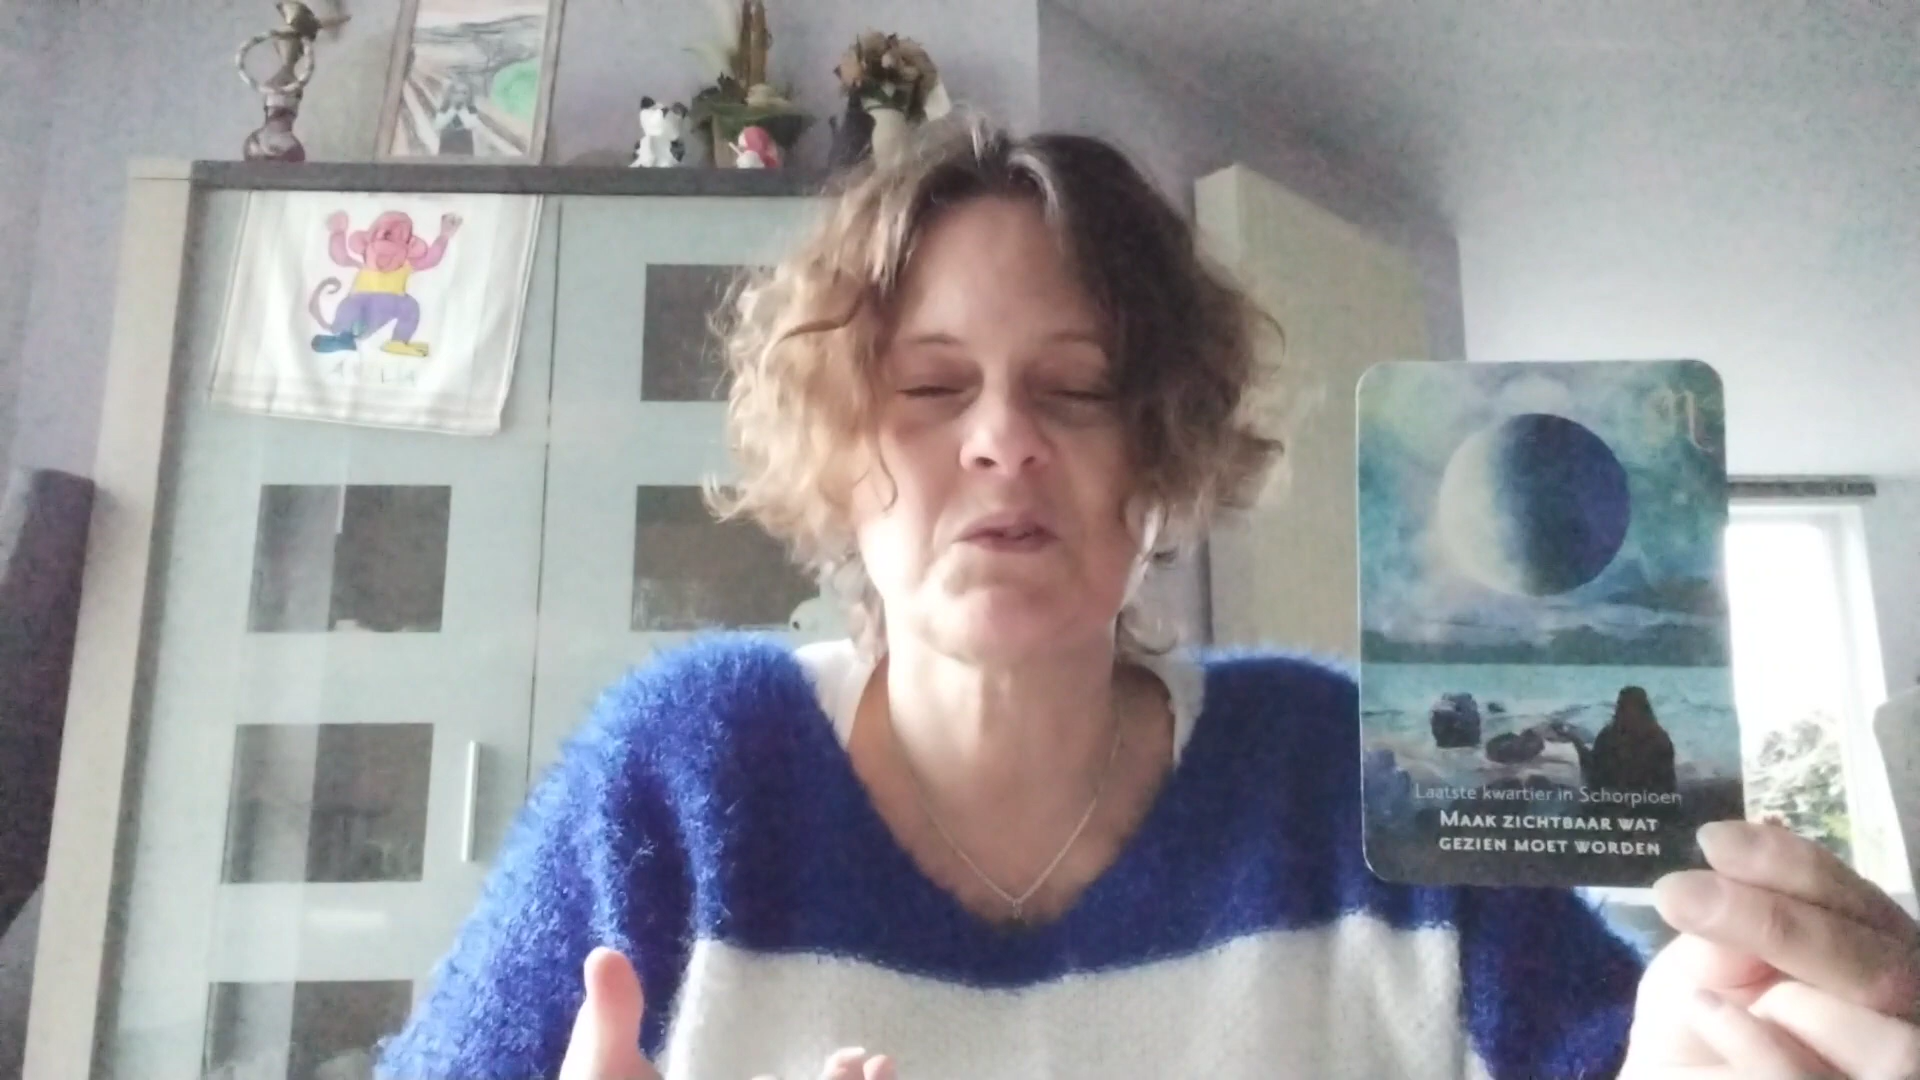 Laatste kwartier in Schorpioen
MAAK ZICHTBAAR WAT
GEZIEN MOET WORDEN